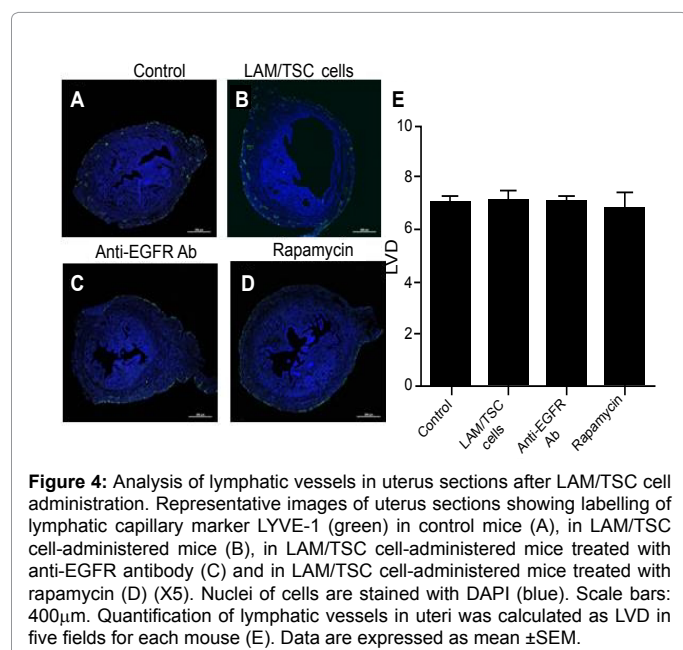 Control LAM/TSC cells
A B E
Anti-EGFR Ab Rapamycin
C D
10
8
6
4
2
0
LVD
Control
LAM/TSC
cells
Anti-EGFR
Ab
Rapamycin
Figure 4: Analysis of lymphatic vessels in uterus sections after LAM/TSC cell
administration. Representative images of uterus sections showing labelling of
lymphatic capillary marker LYVE-1 (green) in control mice (A), in LAM/TSC
cell-administered mice (B), in LAM/TSC cell-administered mice treated with
anti-EGFR antibody (C) and in LAM/TSC cell-administered mice treated with
rapamycin (D) (X5). Nuclei of cells are stained with DAPI (blue). Scale bars:
400μm. Quantification of lymphatic vessels in uteri was calculated as LVD in
five fields for each mouse (E). Data are expressed as mean ±SEM.